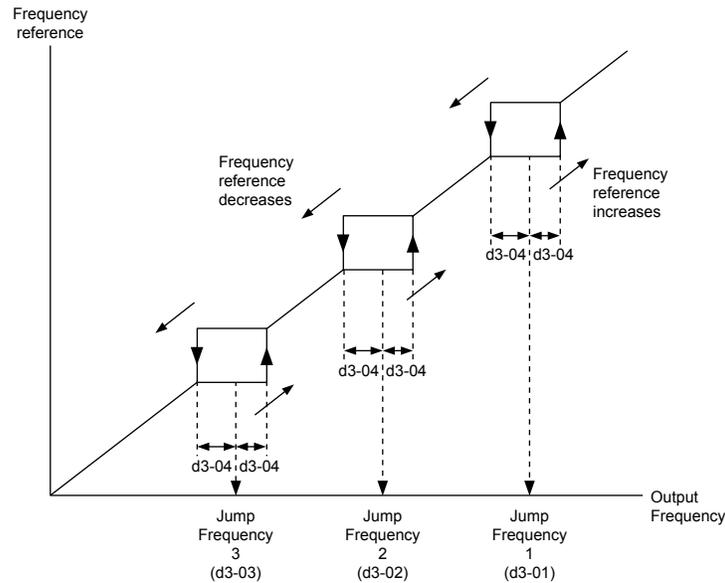 Frequency
reference
Frequency
reference
decreases
Frequency
reference
increases
d3-04 d3-04
d3-04 d3-04
d3-04 d3-04
Output
Frequency
Jump
Frequency
3
(d3-03)
Jump
Frequency
2
(d3-02)
Jump
Frequency
1
(d3-01)